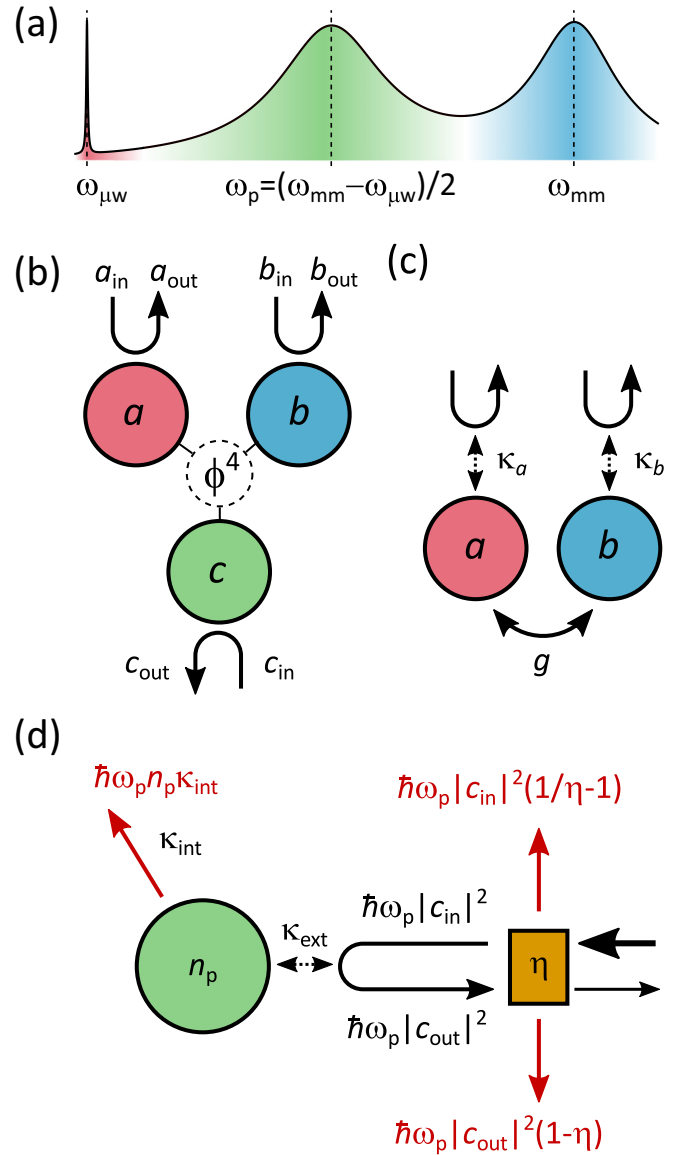 (a)
ω_μw
ω_p=(ω_mm−ω_μw)/2
ω_mm
(b)
a_in a_out
b_in b_out
a
b
ϕ^4
c
c_out
c_in
(c)
κ_a
κ_b
a
b
g
(d)
ħω_p n_p κ_int
κ_int
ħω_p|c_in|^2(1/η-1)
ħω_p|c_in|^2
κ_ext
n_p
η
ħω_p|c_out|^2
ħω_p|c_out|^2(1-η)